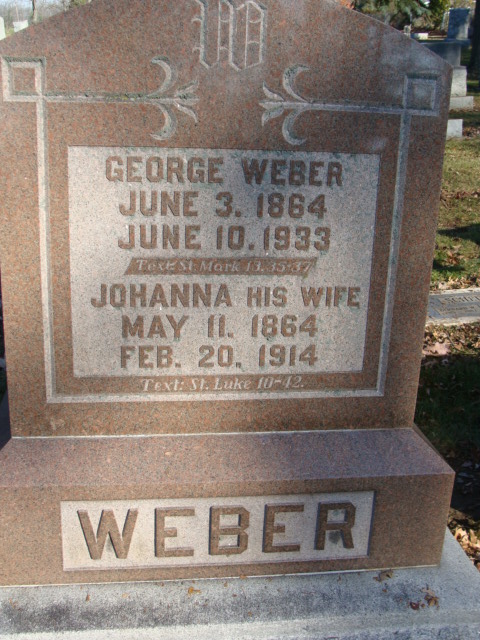 W
GEORGE WEBER
JUNE 3. 1864
JUNE 10. 1933
Text: St. Mark 13, 35-37
JOHANNA HIS WIFE
MAY 11. 1864
FEB. 20. 1914
Text: St. Luke 10-42.
WEBER